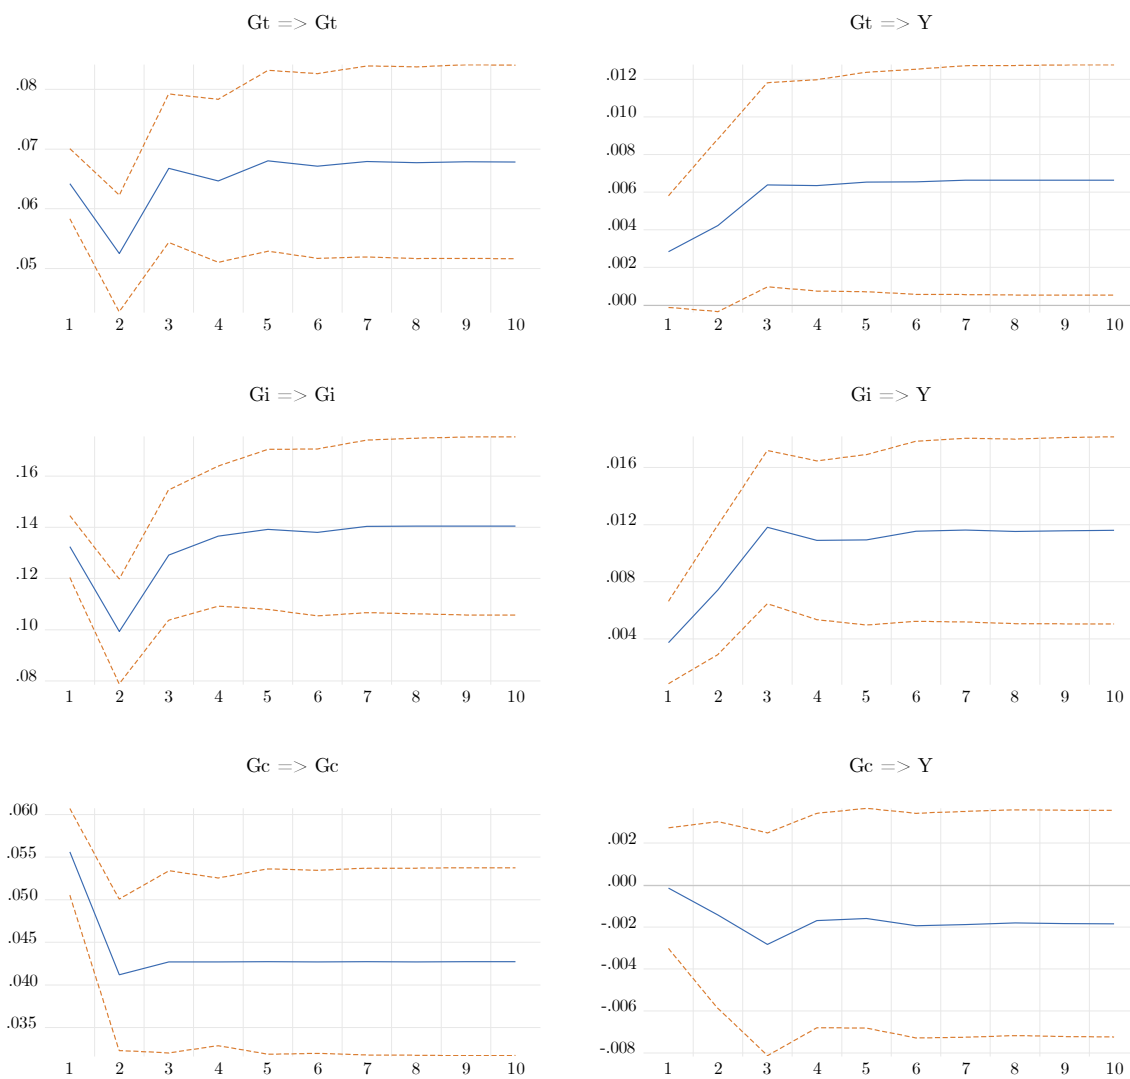 Gt => Gt
.08
.07
.06
.05
1 2 3 4 5 6 7 8 9 10
Gt => Y
.012
.010
.008
.006
.004
.002
.000
1 2 3 4 5 6 7 8 9 10
Gi => Gi
.16
.14
.12
.10
.08
1 2 3 4 5 6 7 8 9 10
Gi => Y
.016
.012
.008
.004
1 2 3 4 5 6 7 8 9 10
Gc => Gc
.060
.055
.050
.045
.040
.035
1 2 3 4 5 6 7 8 9 10
Gc => Y
.002
.000
-.002
-.004
-.006
-.008
1 2 3 4 5 6 7 8 9 10